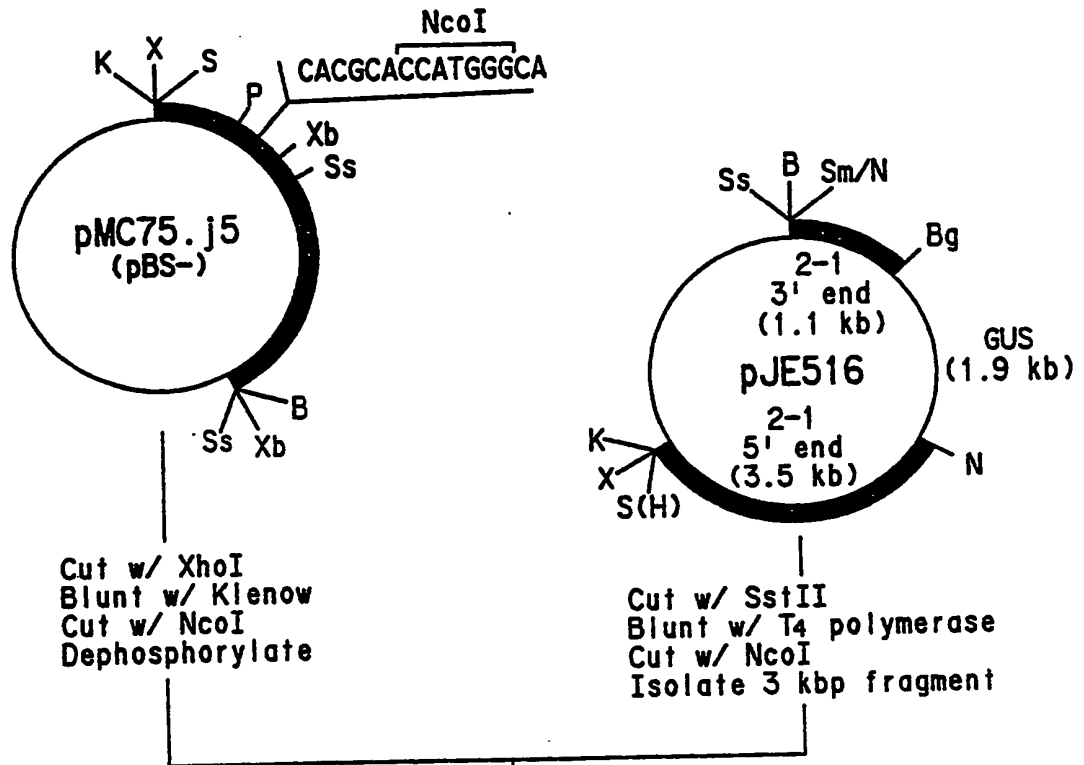 NcoI
CACGCACCATGGGCA
K X S
P
Xb
Ss
pMC75.j5
(pBS-)
B
Ss Xb
Ss B Sm/N
Bg
2-1
3' end
(1.1 kb)
GUS
(1.9 kb)
pJE516
2-1
5' end
(3.5 kb)
K
X
S(H)
N
Cut w/ XhoI
Blunt w/ Klenow
Cut w/ NcoI
Dephosphorylate
Cut w/ SstII
Blunt w/ T4 polymerase
Cut w/ NcoI
Isolate 3 kbp fragment